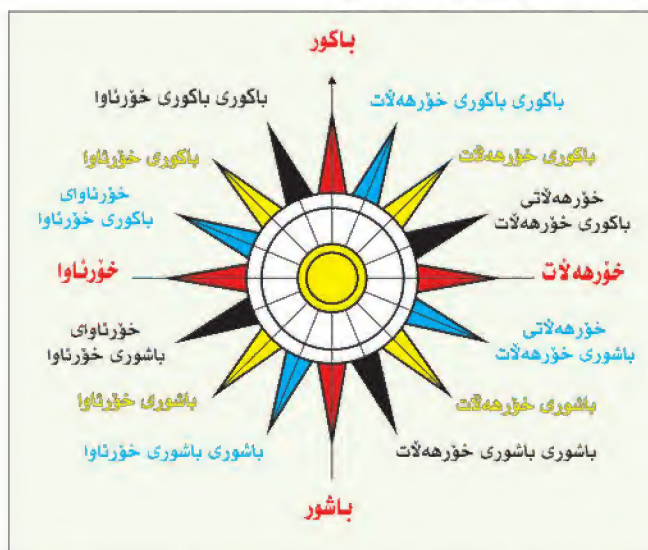 باکور
باکوری باکوری خۆرهەڵات
باکوری باکوری خۆرئاوا
باکوری خۆرهەڵات
باکوری خۆرئاوا
خۆرهەڵاتی
باکوری خۆرهەڵات
خۆرئاوای
باکوری خۆرئاوا
خۆرهەڵات
خۆرئاوا
خۆرهەڵاتی
باشوری خۆرهەڵات
خۆرئاوای
باشوری خۆرئاوا
باشوری خۆرهەڵات
باشوری خۆرئاوا
باشوری باشوری خۆرهەڵات
باشوری باشوری خۆرئاوا
باشور